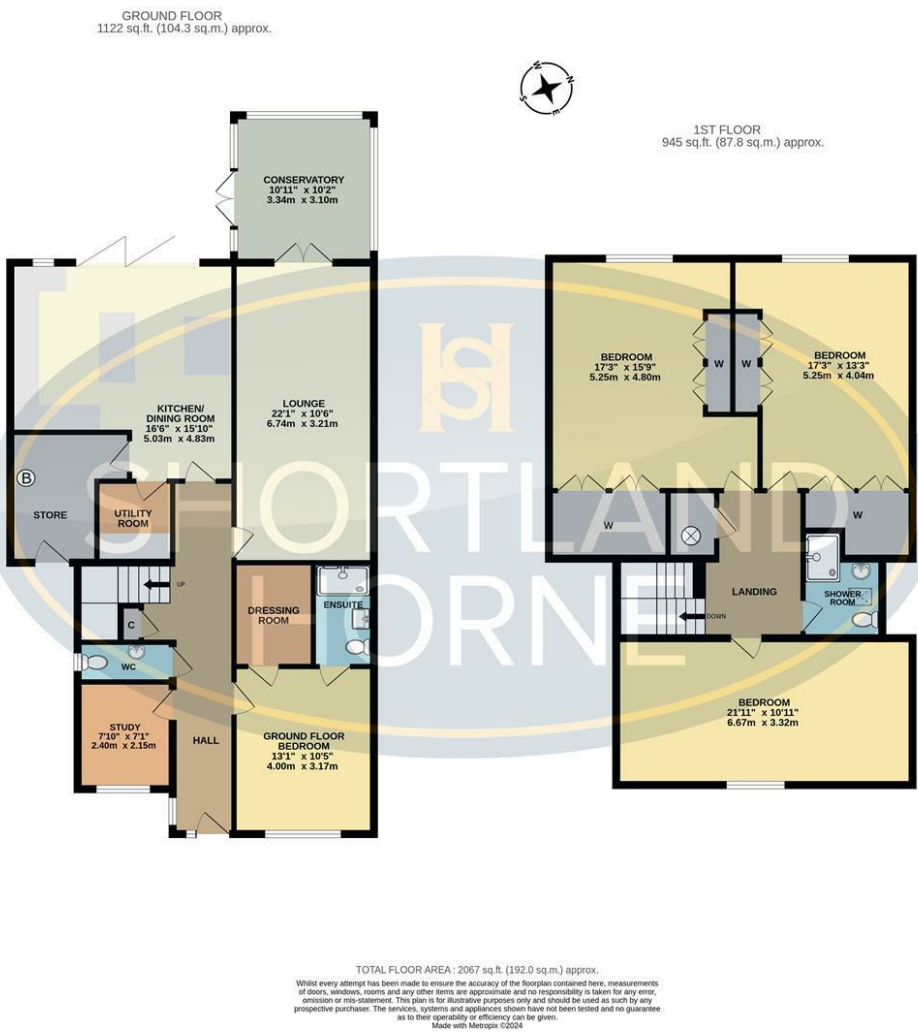 GROUND FLOOR
1122 sq.ft. (104.3 sq.m.) approx.
W
N
S
E
1ST FLOOR
945 sq.ft. (87.8 sq.m.) approx.
CONSERVATORY
10'11" x 10'2"
3.34m x 3.10m
KITCHEN/
DINING ROOM
16'6" x 15'10"
5.03m x 4.83m
LOUNGE
22'1" x 10'6"
6.74m x 3.21m
B
STORE
UTILITY
ROOM
UP
C
WC
DRESSING
ROOM
ENSUITE
STUDY
7'10" x 7'1"
2.40m x 2.15m
HALL
GROUND FLOOR
BEDROOM
13'1" x 10'5"
4.00m x 3.17m
BEDROOM
17'3" x 15'9"
5.25m x 4.80m
W
W
BEDROOM
17'3" x 13'3"
5.25m x 4.04m
W
W
LANDING
DOWN
SHOWER
ROOM
BEDROOM
21'11" x 10'11"
6.67m x 3.32m
SHORTLAND
HORNE
TOTAL FLOOR AREA : 2067 sq.ft. (192.0 sq.m.) approx.
Whilst every attempt has been made to ensure the accuracy of the floorplan contained here, measurements
of doors, windows, rooms and any other items are approximate and no responsibility is taken for any error,
omission or mis-statement. This plan is for illustrative purposes only and should be used as such by any
prospective purchaser. The services, systems and appliances shown have not been tested and no guarantee
as to their operability or efficiency can be given.
Made with Metropix ©2024